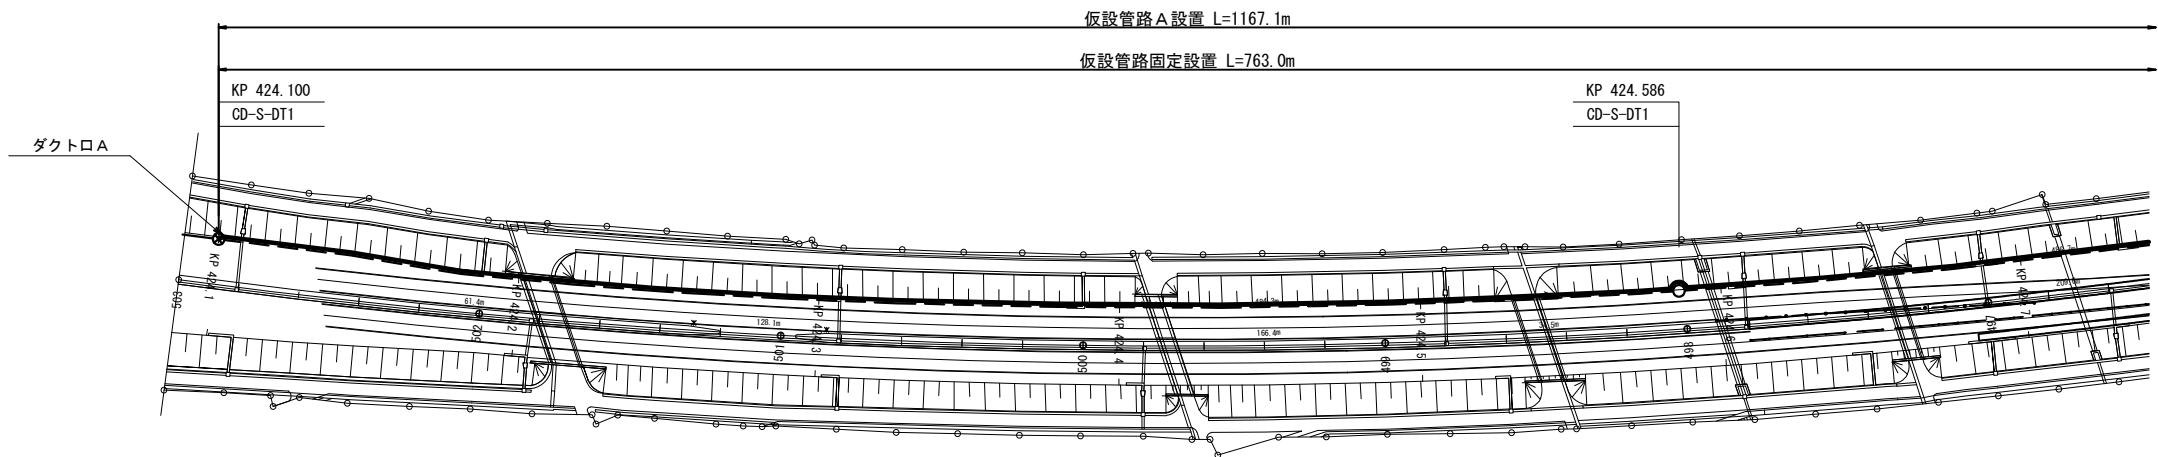 仮設管路A設置 L=1167.1m
仮設管路固定設置 L=763.0m
KP 424.100
CD-S-DT1
KP 424.586
CD-S-DT1
ダクト口A
KP 424.1
503
61.4m
502
KP 424.2
128.1m
501
KP 424.3
500
KP 424.4
166.4m
499
KP 424.5
498
KP 424.6
497
KP 424.7